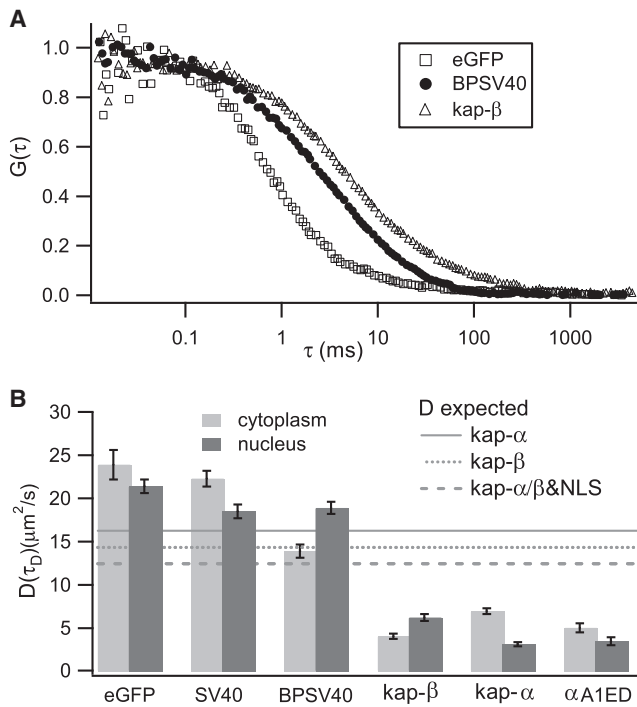 A
1.0
0.8
0.6
0.4
0.2
0.0
G(τ)
eGFP
BPSV40
kap-β
0.1 1 10 100 1000
τ (ms)
B
30
25
20
15
10
5
0
D(τD)(μm²/s)
cytoplasm
nucleus
D expected
kap-α
kap-β
kap-α/β&NLS
eGFP SV40 BPSV40 kap-β kap-α αA1ED